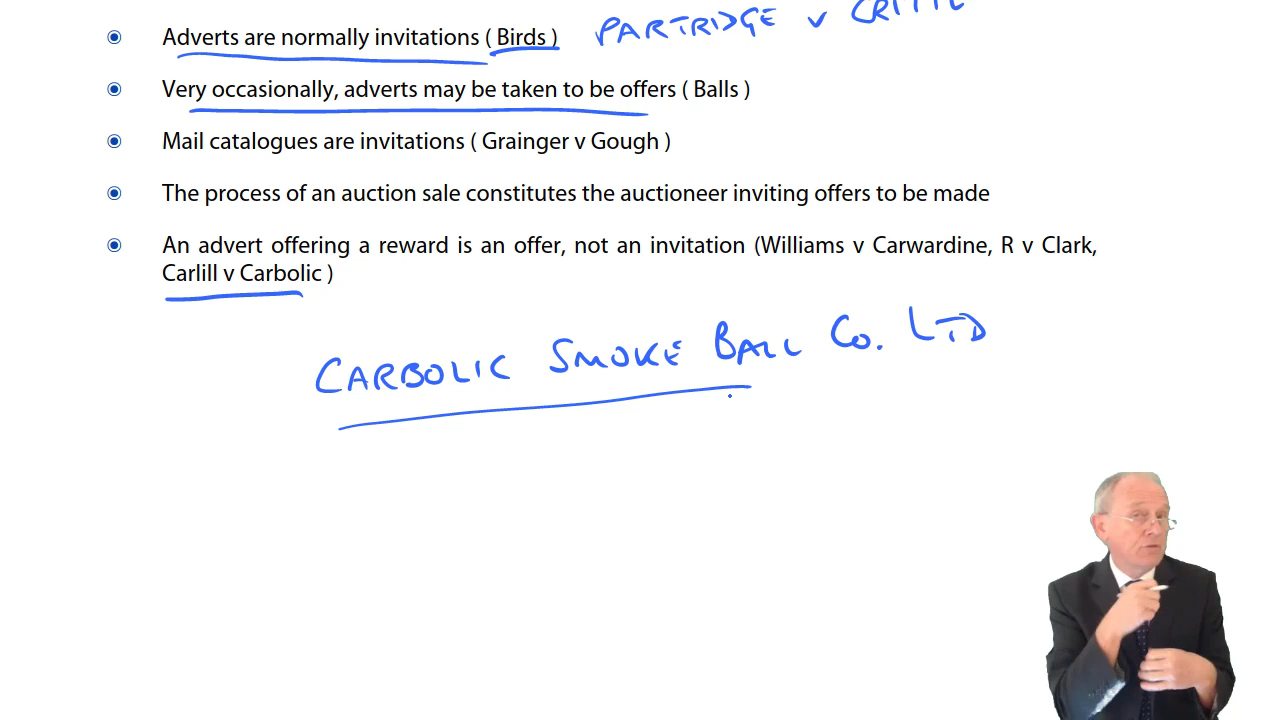 PARTRIDGE v
Adverts are normally invitations ( Birds )
Very occasionally, adverts may be taken to be offers ( Balls )
Mail catalogues are invitations ( Grainger v Gough )
The process of an auction sale constitutes the auctioneer inviting offers to be made
An advert offering a reward is an offer, not an invitation (Williams v Carwardine, R v Clark,
Carlill v Carbolic )
CARBOLIC SMOKE BALL CO. LTD